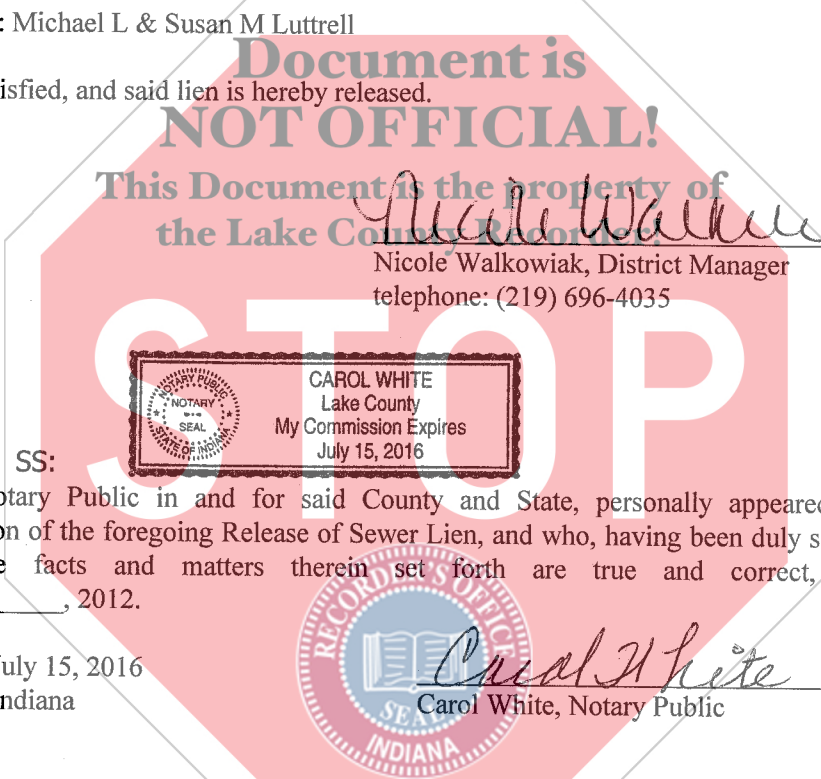 : Michael L & Susan M Luttrell
Document is
isfied, and said lien is hereby released.
NOT OFFICIAL!
This Document is the property of
the Lake County Recorder!
Nicole Walkowiak
Nicole Walkowiak, District Manager
telephone: (219) 696-4035
STOP
NOTARY PUBLIC
NOTARY
SEAL
STATE OF INDIANA
CAROL WHITE
Lake County
My Commission Expires
July 15, 2016
SS:
otary Public in and for said County and State, personally appeared
on of the foregoing Release of Sewer Lien, and who, having been duly s
e facts and matters therein set forth are true and correct,
, 2012.
RECORDER'S OFFICE
SEAL
INDIANA
uly 15, 2016
ndiana
Carol White
Carol White, Notary Public